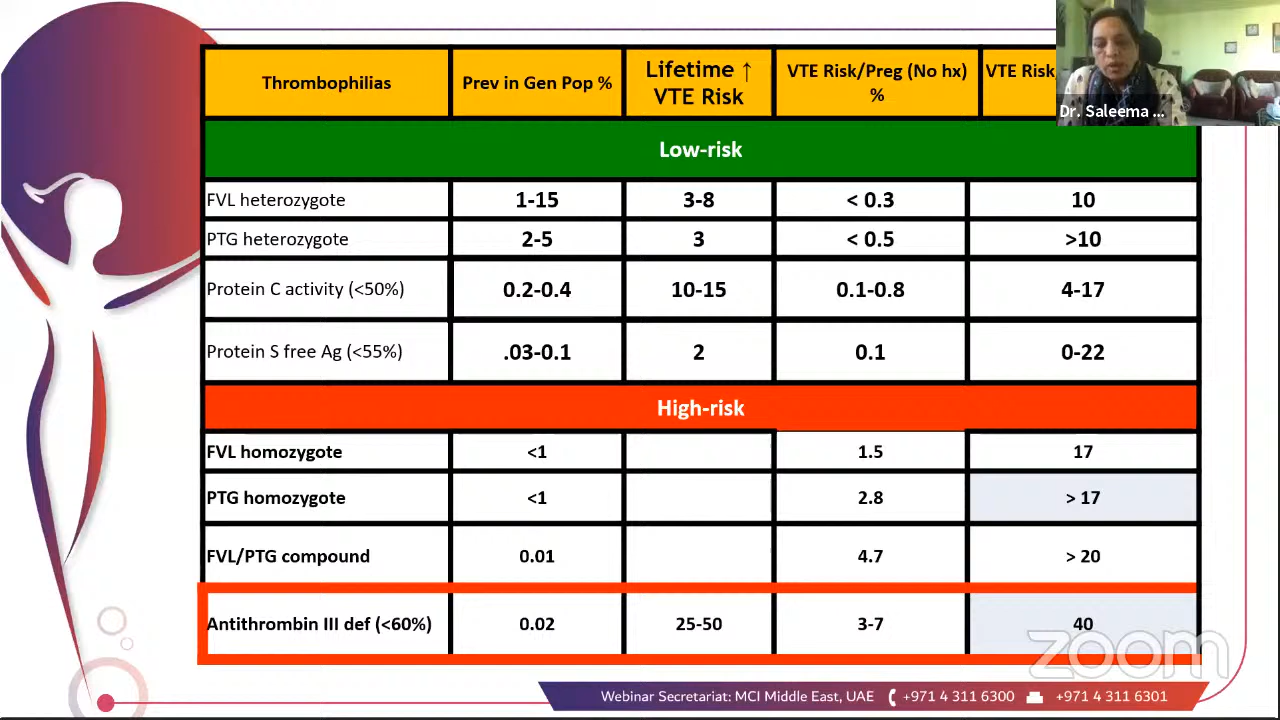 Thrombophilias Prev in Gen Pop % Lifetime ↑ VTE Risk/Preg (No hx) VTE Risk
VTE Risk %
Dr. Saleema ...
Low-risk
FVL heterozygote 1-15 3-8 < 0.3 10
PTG heterozygote 2-5 3 < 0.5 >10
Protein C activity (<50%) 0.2-0.4 10-15 0.1-0.8 4-17
Protein S free Ag (<55%) .03-0.1 2 0.1 0-22
High-risk
FVL homozygote <1 1.5 17
PTG homozygote <1 2.8 > 17
FVL/PTG compound 0.01 4.7 > 20
Antithrombin III def (<60%) 0.02 25-50 3-7 40
zoom
Webinar Secretariat: MCI Middle East, UAE +971 4 311 6300 +971 4 311 6301